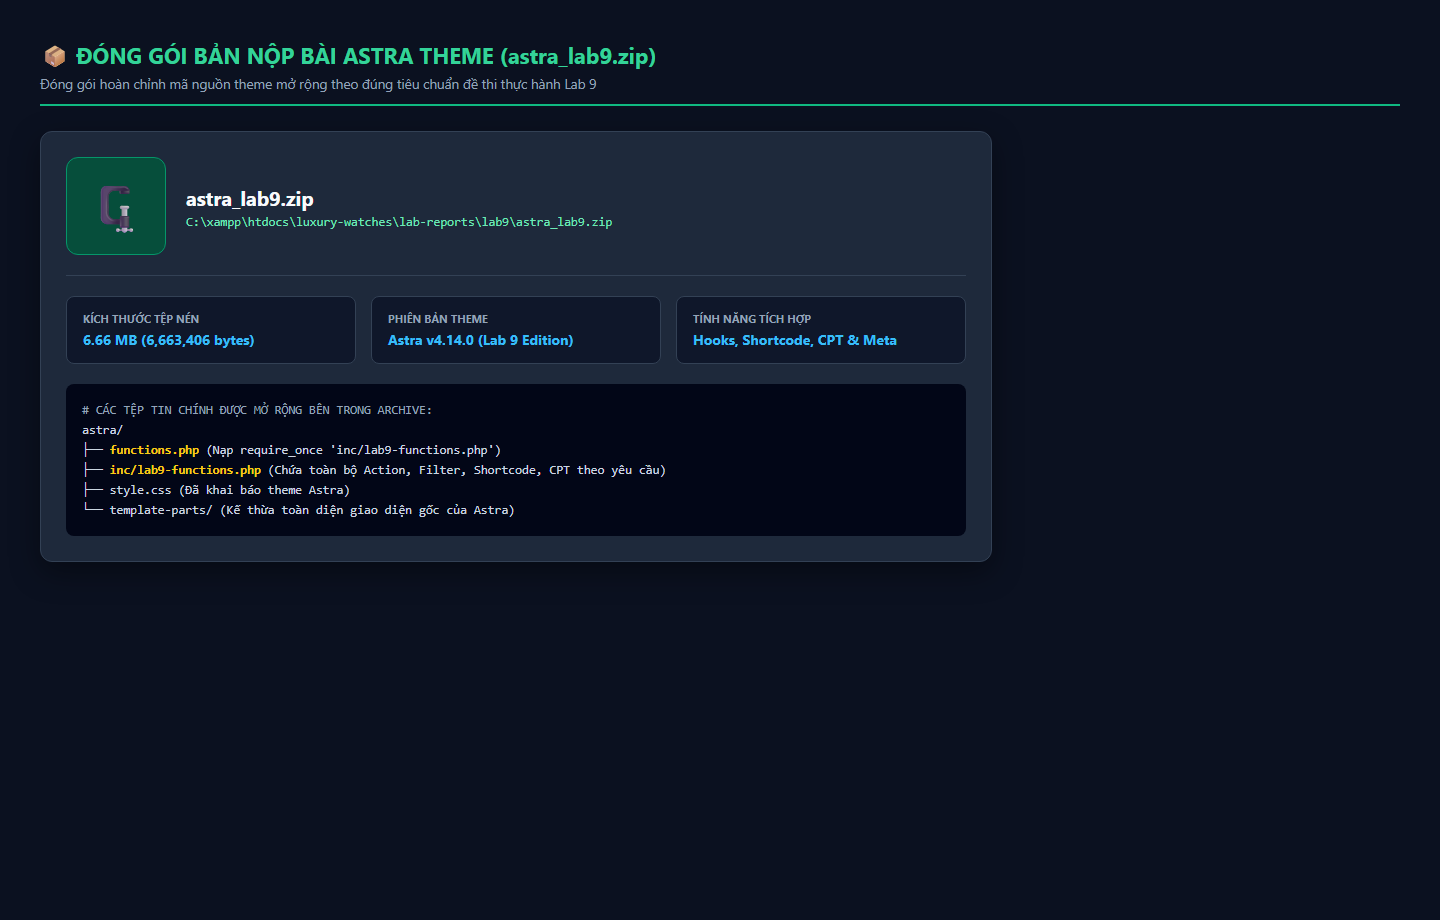 ĐÓNG GÓI BẢN NỘP BÀI ASTRA THEME (astra_lab9.zip)
Đóng gói hoàn chỉnh mã nguồn theme mở rộng theo đúng tiêu chuẩn đề thi thực hành Lab 9
astra_lab9.zip
C:\xampp\htdocs\luxury-watches\lab-reports\lab9\astra_lab9.zip
KÍCH THƯỚC TỆP NÉN
6.66 MB (6,663,406 bytes)
PHIÊN BẢN THEME
Astra v4.14.0 (Lab 9 Edition)
TÍNH NĂNG TÍCH HỢP
Hooks, Shortcode, CPT & Meta
# CÁC TỆP TIN CHÍNH ĐƯỢC MỞ RỘNG BÊN TRONG ARCHIVE:
astra/
├── functions.php (Nạp require_once 'inc/lab9-functions.php')
├── inc/lab9-functions.php (Chứa toàn bộ Action, Filter, Shortcode, CPT theo yêu cầu)
├── style.css (Đã khai báo theme Astra)
└── template-parts/ (Kế thừa toàn diện giao diện gốc của Astra)